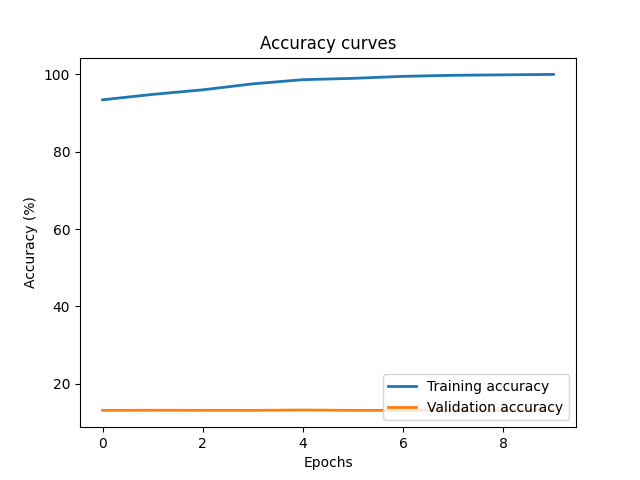 Accuracy curves
Accuracy (%)
100
80
60
40
20
0 2 4 6 8
Epochs
Training accuracy
Validation accuracy